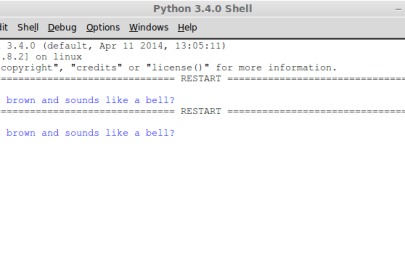 Python 3.4.0 Shell
dit Shell Debug Options Windows Help
3.4.0 (default, Apr 11 2014, 13:05:11)
.8.2] on linux
copyright", "credits" or "license()" for more information.
============================ RESTART ================================
brown and sounds like a bell?
============================ RESTART ================================
brown and sounds like a bell?